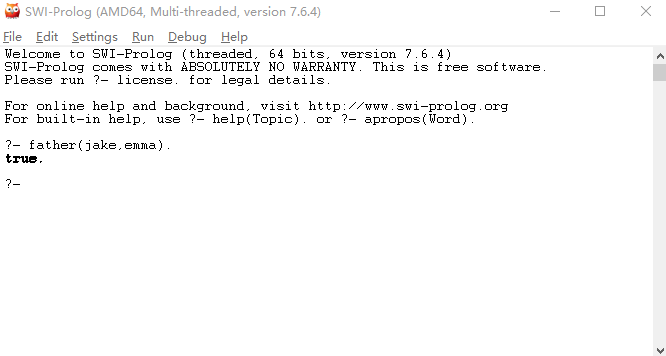 SWI-Prolog (AMD64, Multi-threaded, version 7.6.4)
File Edit Settings Run Debug Help
Welcome to SWI-Prolog (threaded, 64 bits, version 7.6.4)
SWI-Prolog comes with ABSOLUTELY NO WARRANTY. This is free software.
Please run ?- license. for legal details.
For online help and background, visit http://www.swi-prolog.org
For built-in help, use ?- help(Topic). or ?- apropos(Word).
?- father(jake,emma).
true.
?-